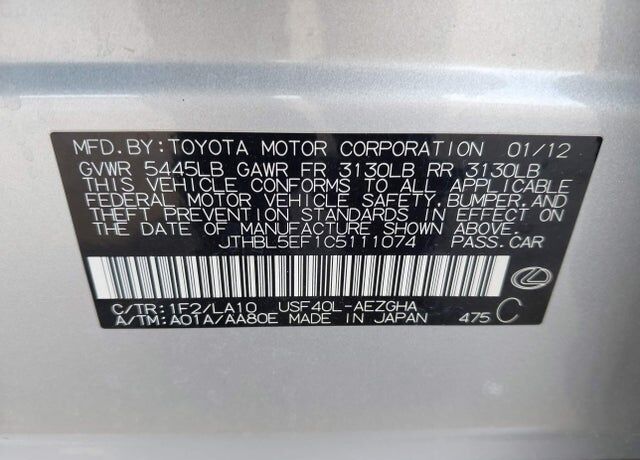 MFD.BY:TOYOTA MOTOR CORPORATION 01/12
GVWR 5445LB GAWR FR 3130LB RR 3130LB
THIS VEHICLE CONFORMS TO ALL APPLICABLE
FEDERAL MOTOR VEHICLE SAFETY,BUMPER,AND
THEFT PREVENTION STANDARDS IN EFFECT ON
THE DATE OF MANUFACTURE SHOWN ABOVE.
JTHBL5EF1C5111074 PASS.CAR
C/TR:1F2/LA10 USF40L-AEZGHA
A/TM:A01A/AA80E MADE IN JAPAN 475 C